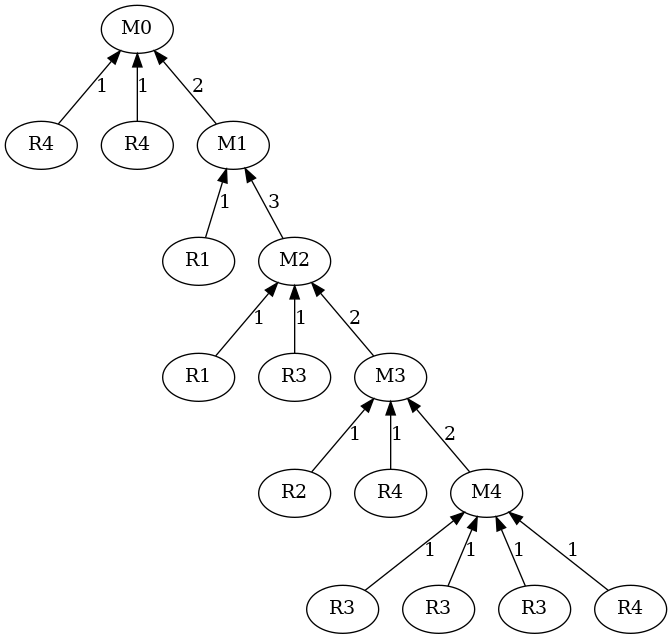 M0
1 1 2
R4 R4 M1
1 3
R1 M2
1 1 2
R1 R3 M3
1 1 2
R2 R4 M4
1 1 1 1
R3 R3 R3 R4